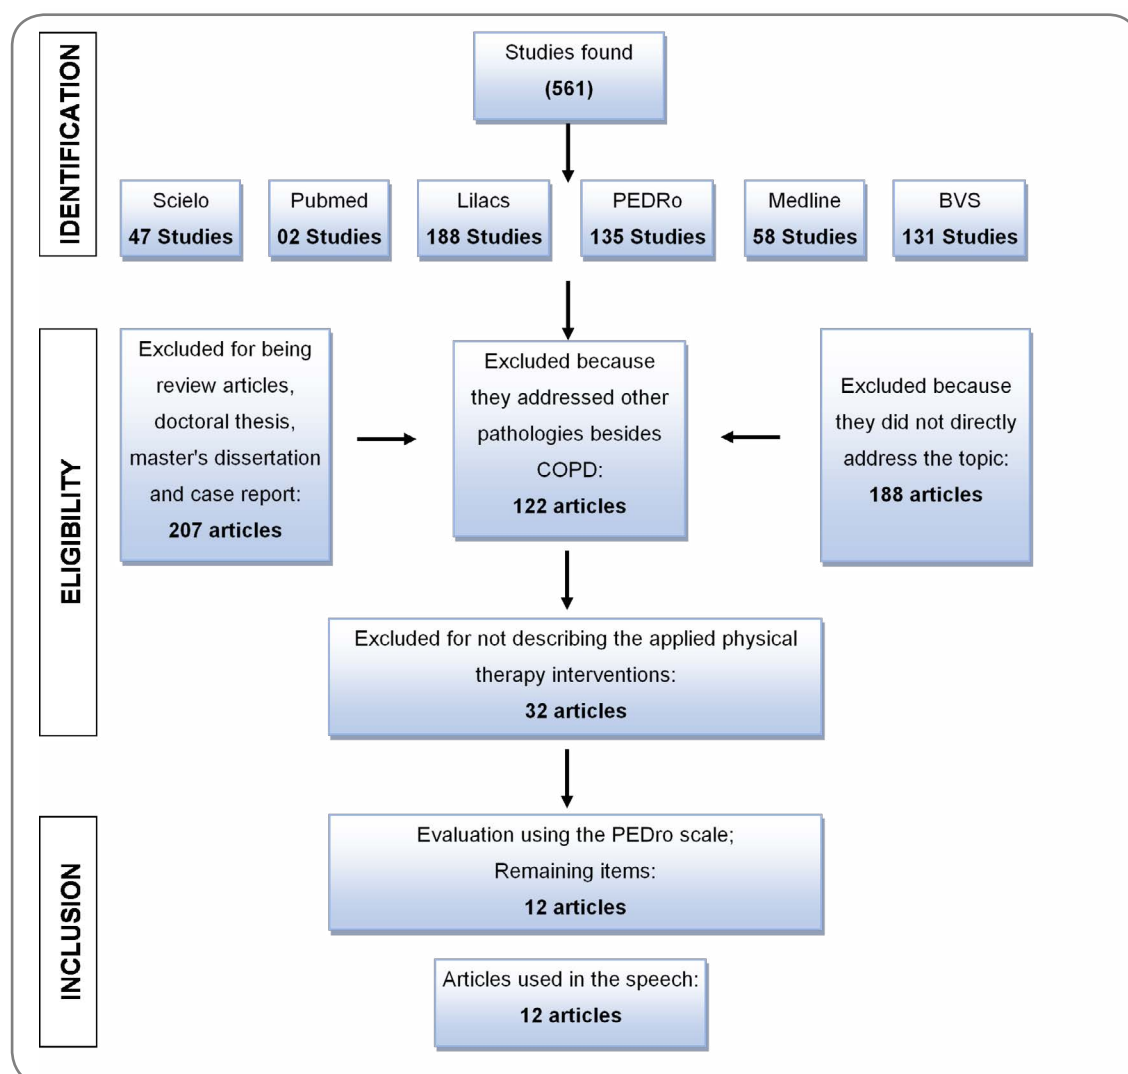 IDENTIFICATION
Studies found
(561)
Scielo
47 Studies
Pubmed
02 Studies
Lilacs
188 Studies
PEDRo
135 Studies
Medline
58 Studies
BVS
131 Studies
ELIGIBILITY
Excluded for being
review articles,
doctoral thesis,
master's dissertation
and case report:
207 articles
Excluded because
they addressed other
pathologies besides
COPD:
122 articles
Excluded because
they did not directly
address the topic:
188 articles
Excluded for not describing the applied physical
therapy interventions:
32 articles
INCLUSION
Evaluation using the PEDro scale;
Remaining items:
12 articles
Articles used in the speech:
12 articles